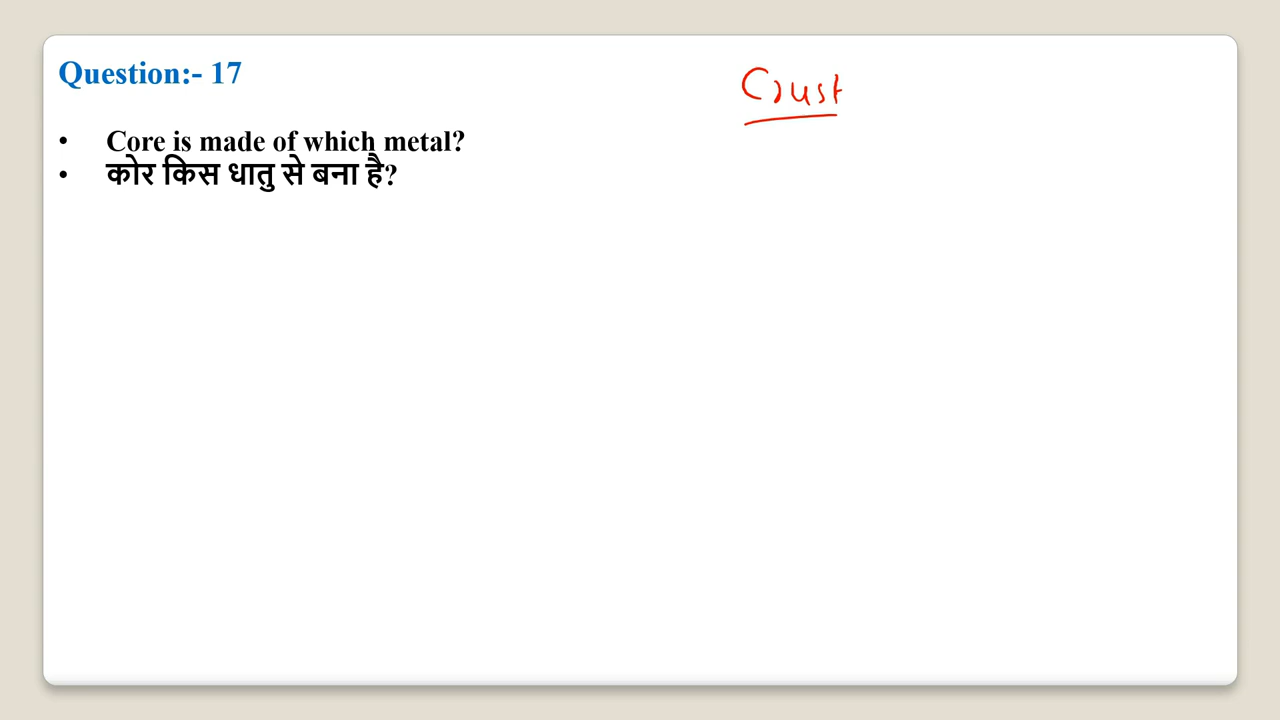 Question:- 17
Crust
• Core is made of which metal?
• कोर किस धातु से बना है?